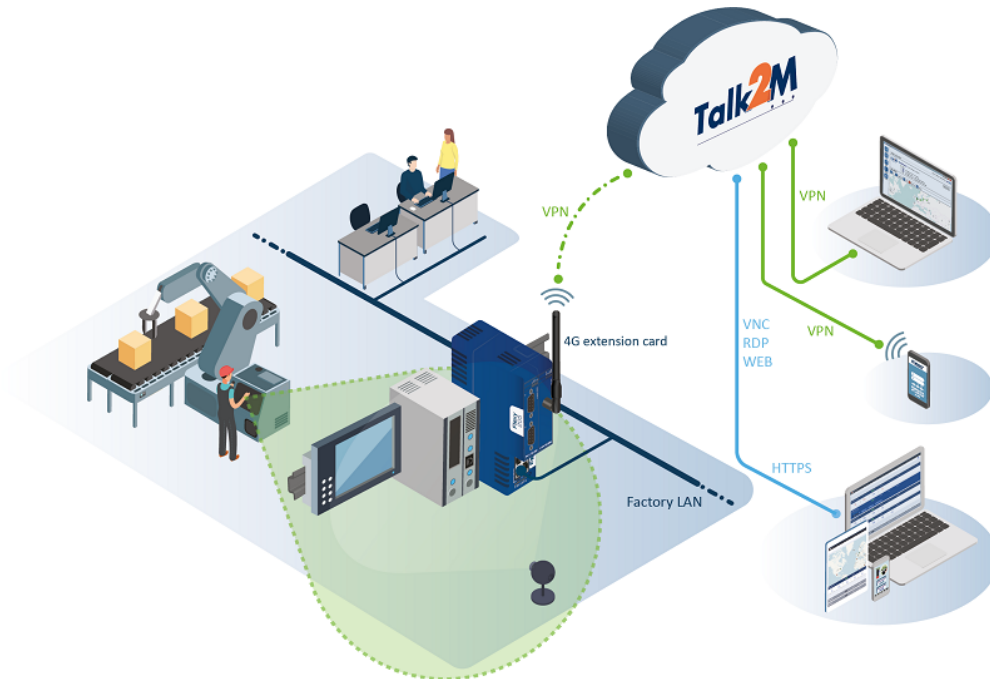 Talk2M
VPN
VPN
4G extension card
VNC
RDP
WEB
VPN
HTTPS
Factory LAN